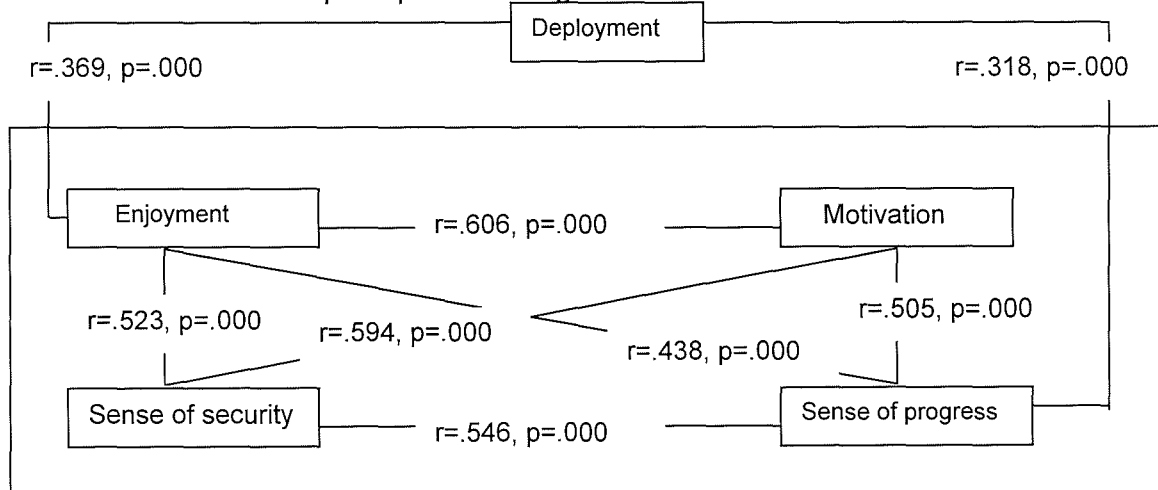 Deployment
r=.369, p=.000
r=.318, p=.000
Enjoyment
r=.606, p=.000
Motivation
r=.523, p=.000
r=.594, p=.000
r=.505, p=.000
r=.438, p=.000
Sense of security
r=.546, p=.000
Sense of progress